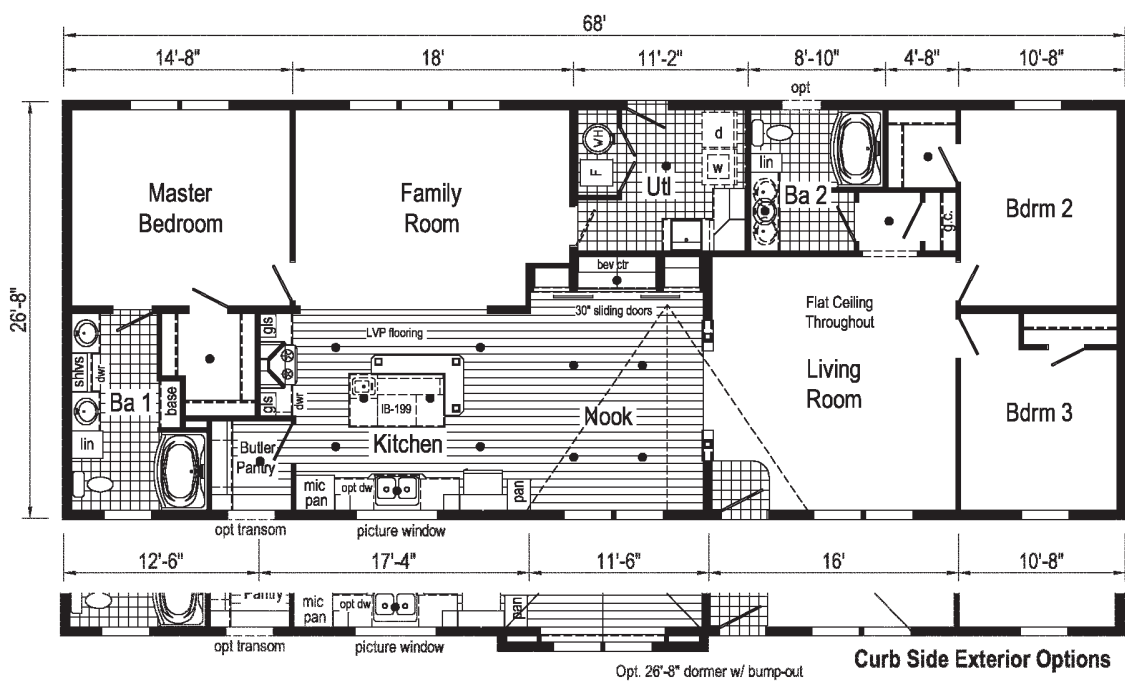 68'
14'-8"
18'
11'-2"
8'-10"
4'-8"
10'-8"
opt
26'-8"
Master
Bedroom
Family
Room
WH
F
Utl
d
w
lin
Ba 2
g.c.
Bdrm 2
bev ctr
30" sliding doors
Flat Ceiling
Throughout
Living
Room
Bdrm 3
shlvs
dwr
Ba 1
base
lin
gls
gls
dwr
LVP flooring
IB-199
Kitchen
Nook
Butler
Pantry
mic
pan
opt dw
pan
opt transom
picture window
12'-6"
17'-4"
11'-6"
16'
10'-8"
Pantry
mic
pan
opt dw
pan
opt transom
picture window
Opt. 26'-8" dormer w/ bump-out
Curb Side Exterior Options